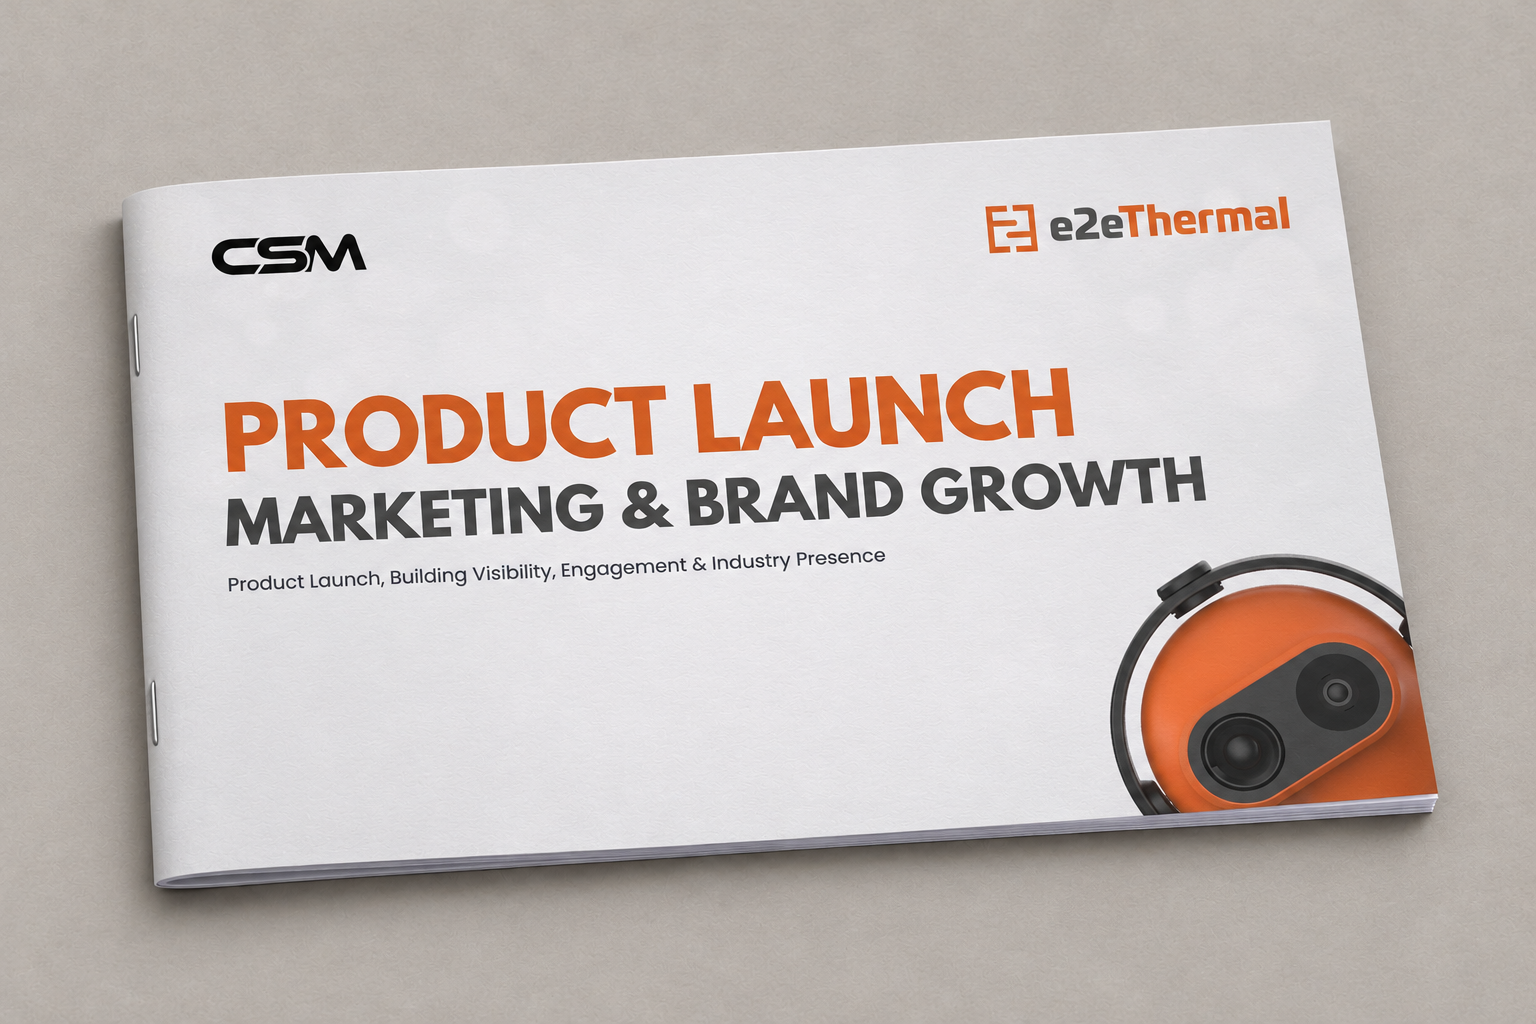 CSM
e2eThermal
PRODUCT LAUNCH
MARKETING & BRAND GROWTH
Product Launch, Building Visibility, Engagement & Industry Presence